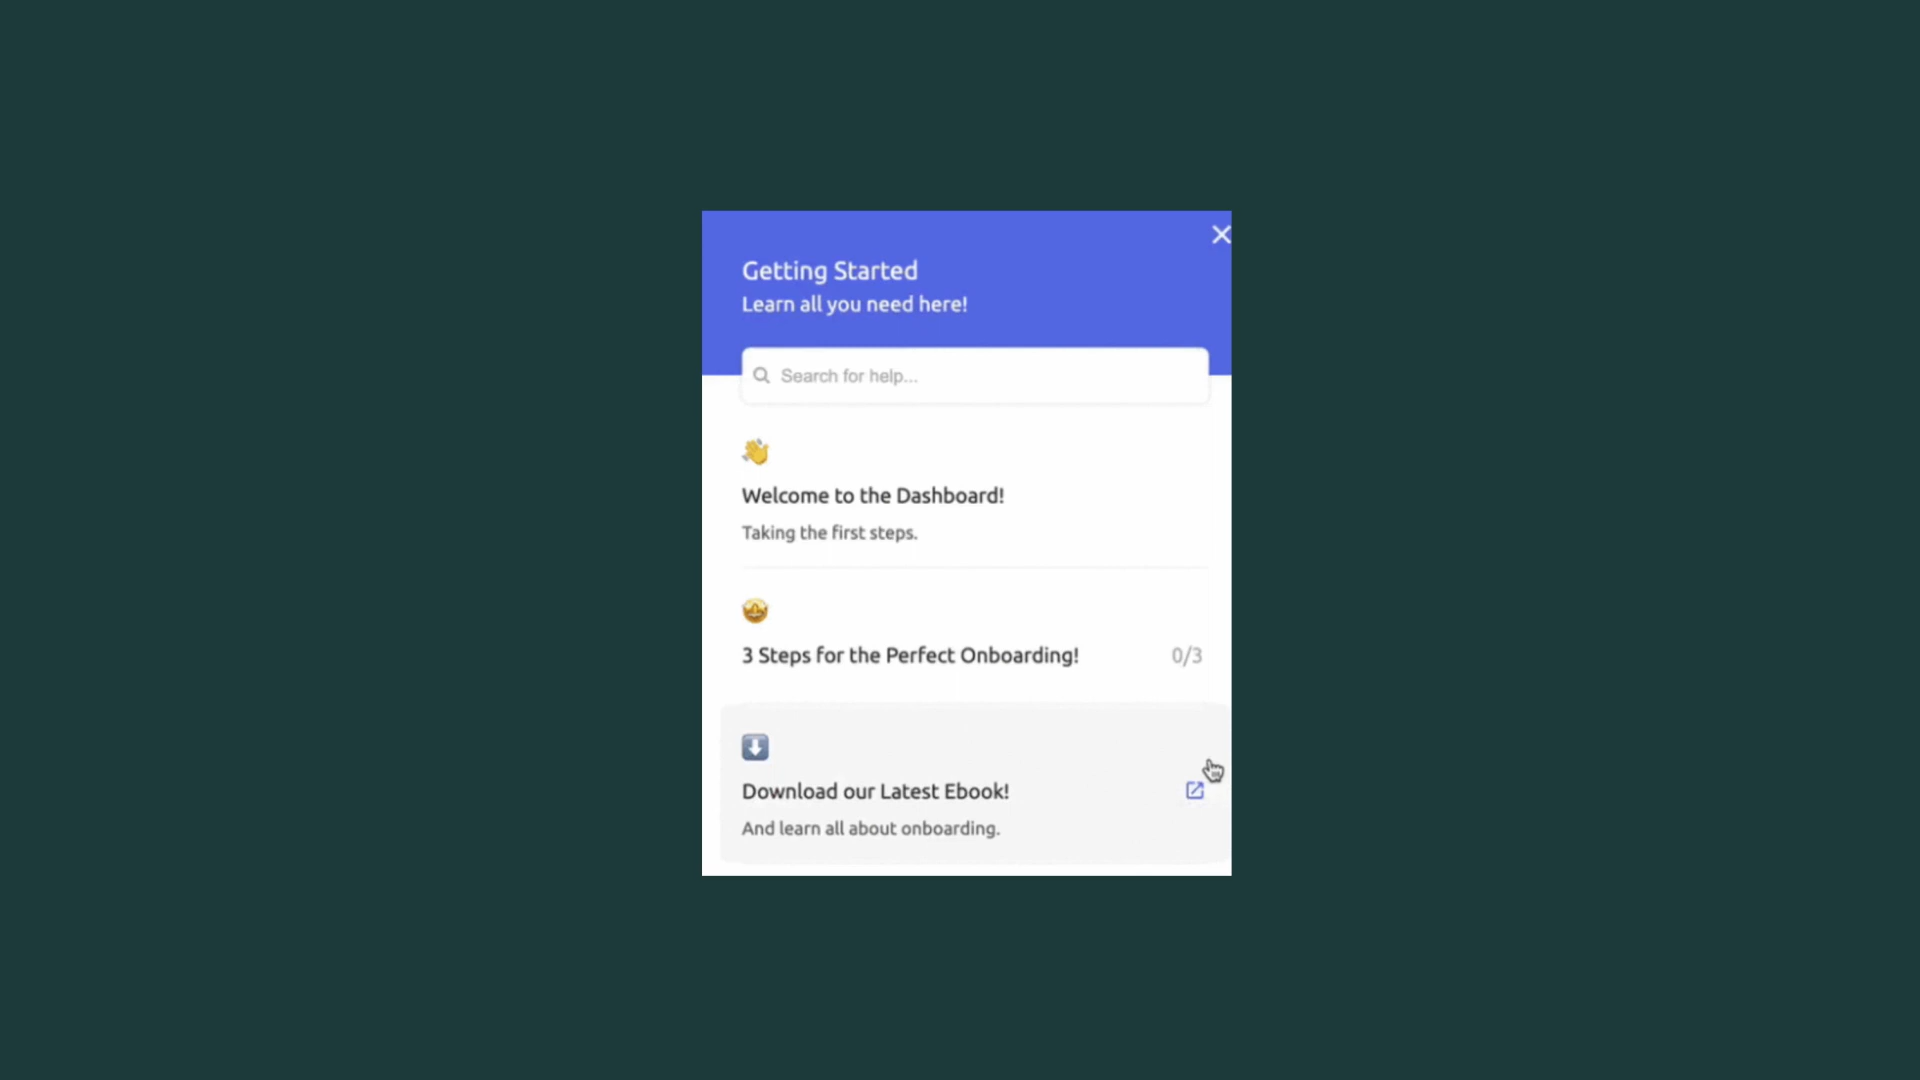 Getting Started
Learn all you need here!
Search for help...
Welcome to the Dashboard!
Taking the first steps.
3 Steps for the Perfect Onboarding! 0/3
Download our Latest Ebook!
And learn all about onboarding.